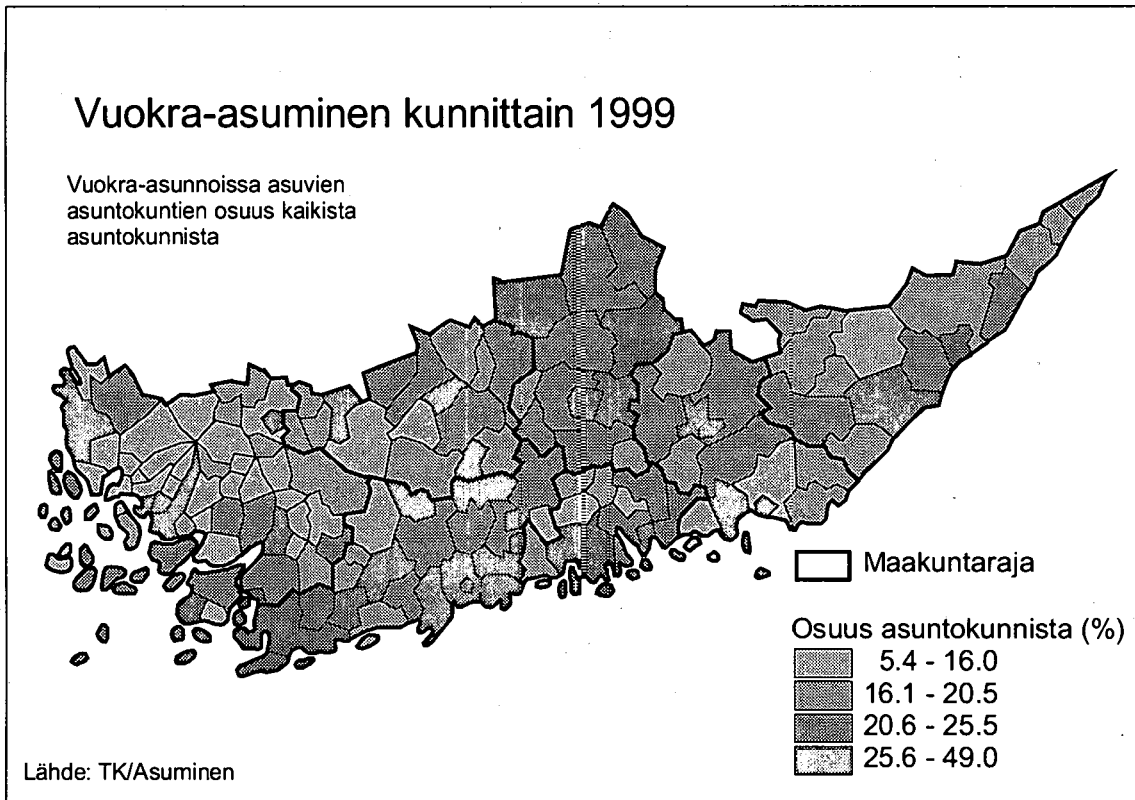 Vuokra-asuminen kunnittain 1999
Vuokra-asunnoissa asuvien
asuntokuntien osuus kaikista
asuntokunnista
Maakuntaraja
Osuus asuntokunnista (%)
5.4 - 16.0
16.1 - 20.5
20.6 - 25.5
25.6 - 49.0
Lähde: TK/Asuminen